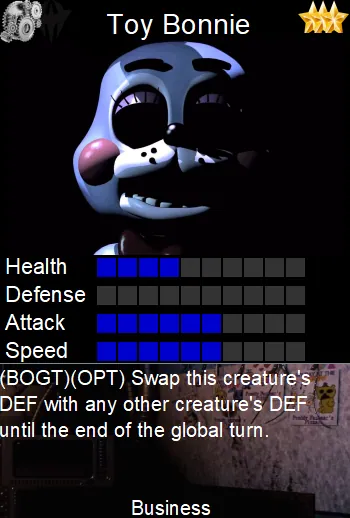 Toy Bonnie
Health
Defense
Attack
Speed
(BOGT)(OPT) Swap this creature's
DEF with any other creature's DEF
until the end of the global turn.
Business